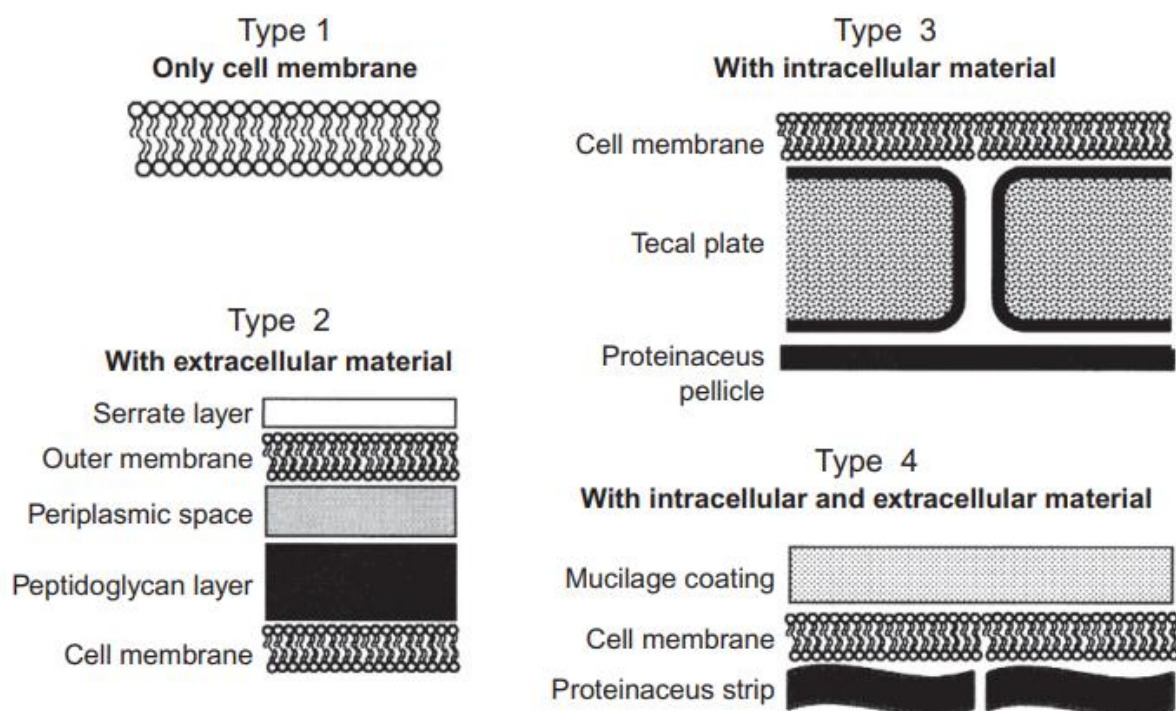 Type 1
Only cell membrane
Type 2
With extracellular material
Serrate layer
Outer membrane
Periplasmic space
Peptidoglycan layer
Cell membrane
Type 3
With intracellular material
Cell membrane
Tecal plate
Proteinaceus
pellicle
Type 4
With intracellular and extracellular material
Mucilage coating
Cell membrane
Proteinaceus strip